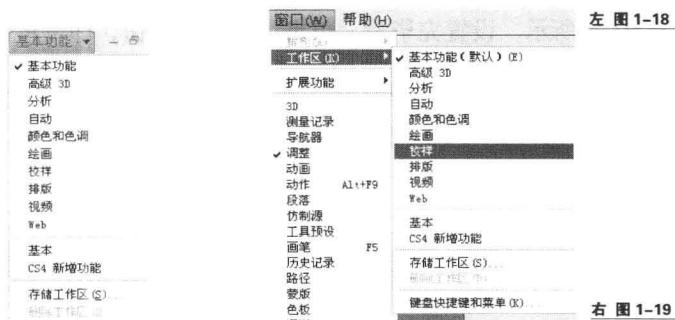 基本功能
✓ 基本功能
高级 3D
分析
自动
颜色和色调
绘画
校样
排版
视频
Web
基本
CS4 新增功能
存储工作区(S)...
窗口(W) 帮助(H)
工作区(K)
扩展功能
3D
测量记录
导航器
✓ 调整
动画
动作 Alt+F9
段落
仿制源
工具预设
画笔 F5
历史记录
路径
蒙版
色板
✓ 基本功能(默认)(E)
高级 3D
分析
自动
颜色和色调
绘画
校样
排版
视频
Web
基本
CS4 新增功能
存储工作区(S)...
键盘快捷键和菜单(K)...
左 图1-18
右 图1-19